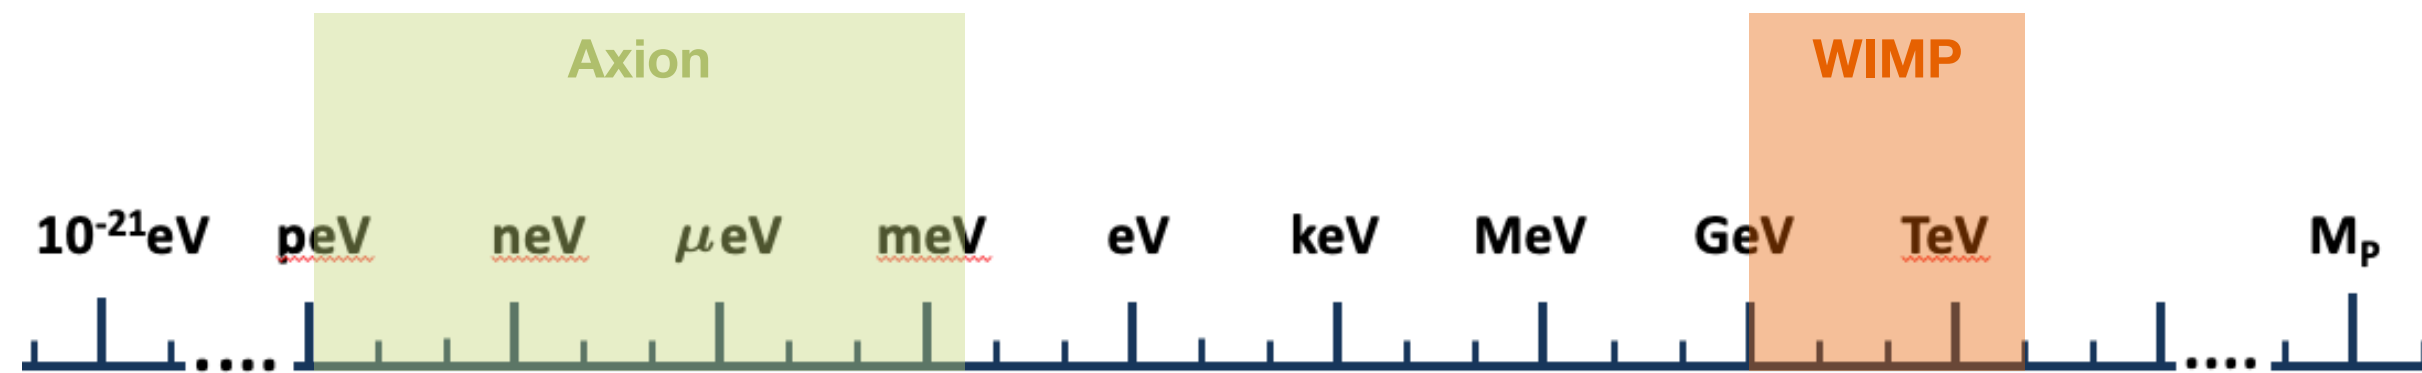 Axion WIMP
10⁻²¹eV peV neV μeV meV eV keV MeV GeV TeV Mₚ